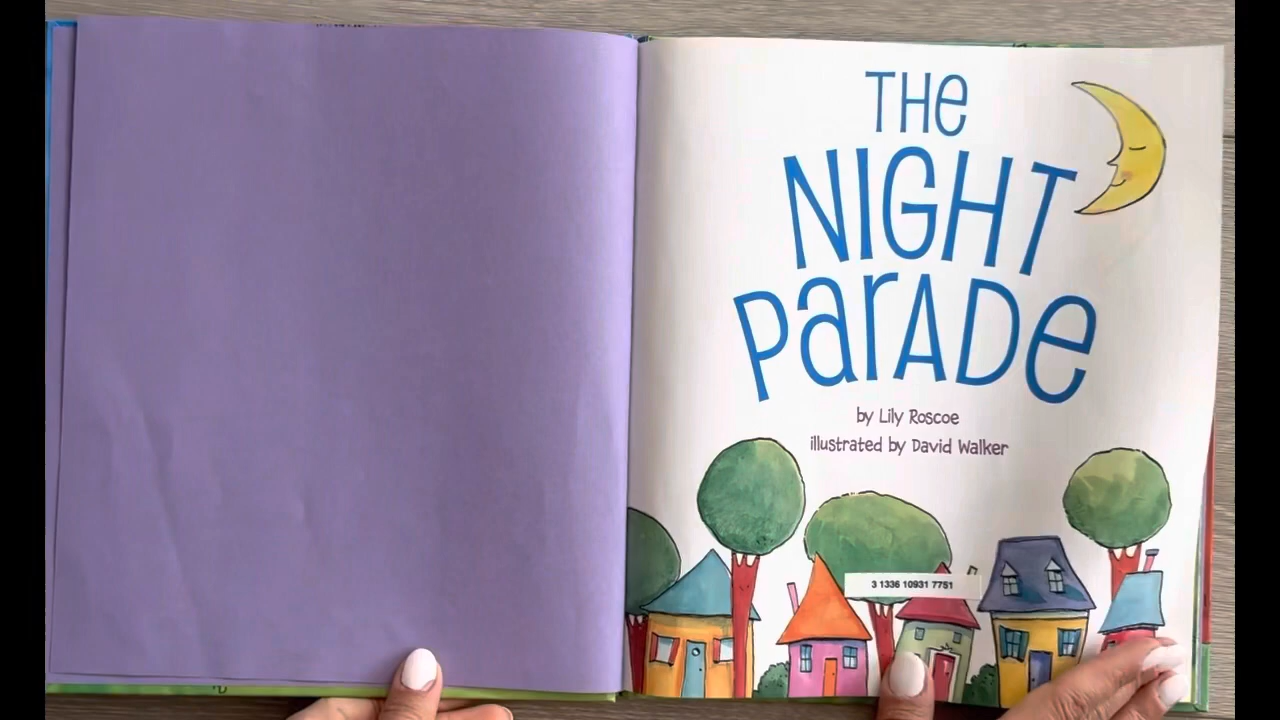 THe
NIGHT
ParADe
by Lily Roscoe
illustrated by David Walker
3 1336 10931 7751